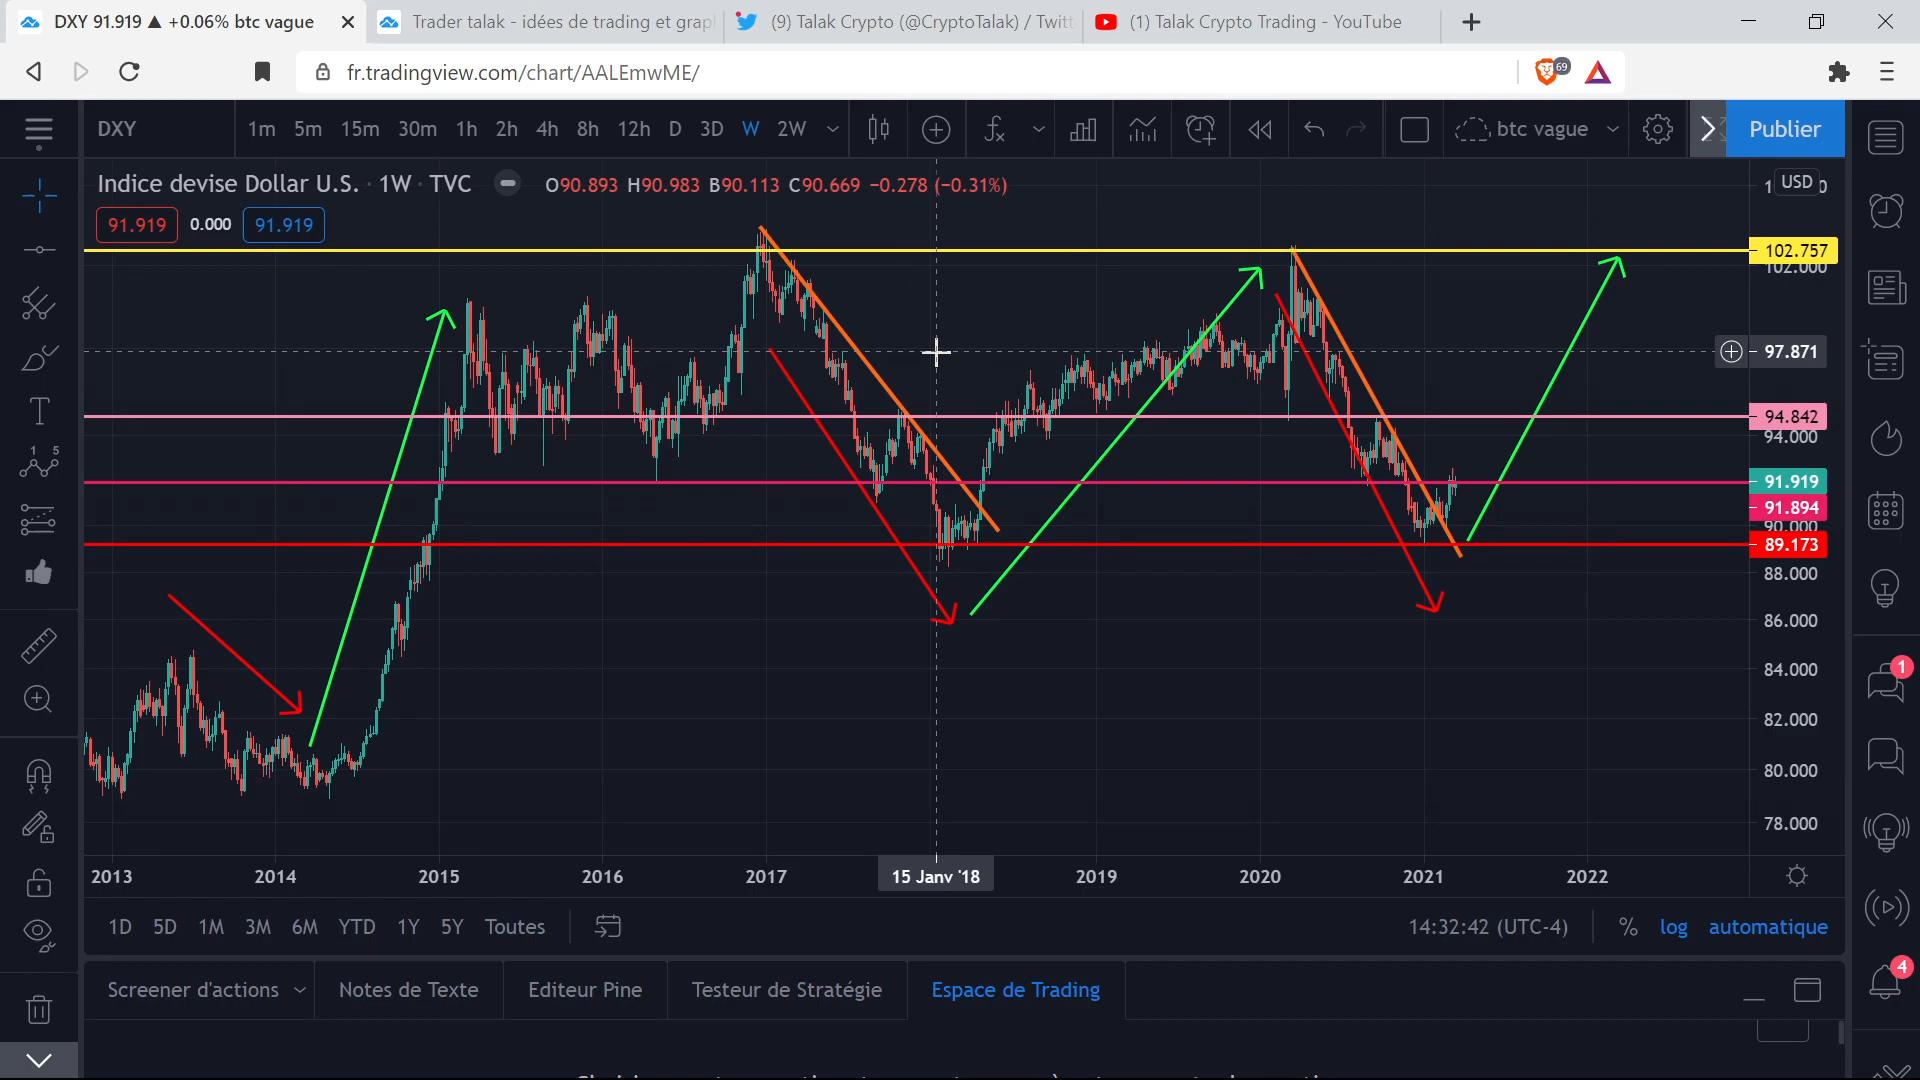 DXY 91.919 ▲ +0.06% btc vague
Trader talak - idées de trading et grap
(9) Talak Crypto (@CryptoTalak) / Twitt
(1) Talak Crypto Trading - YouTube
fr.tradingview.com/chart/AALEmwME/
69
DXY
1m 5m 15m 30m 1h 2h 4h 8h 12h D 3D W 2W
btc vague
Publier
Indice devise Dollar U.S. · 1W · TVC
O90.893 H90.983 B90.113 C90.669 −0.278 (−0.31%)
USD
91.919 0.000 91.919
102.757
102.000
97.871
94.842
94.000
91.919
91.894
90.000
89.173
88.000
86.000
84.000
82.000
80.000
78.000
1 5
1
4
2013 2014 2015 2016 2017 15 Janv '18 2019 2020 2021 2022
1D 5D 1M 3M 6M YTD 1Y 5Y Toutes
14:32:42 (UTC-4) % log automatique
Screener d'actions Notes de Texte Editeur Pine Testeur de Stratégie Espace de Trading